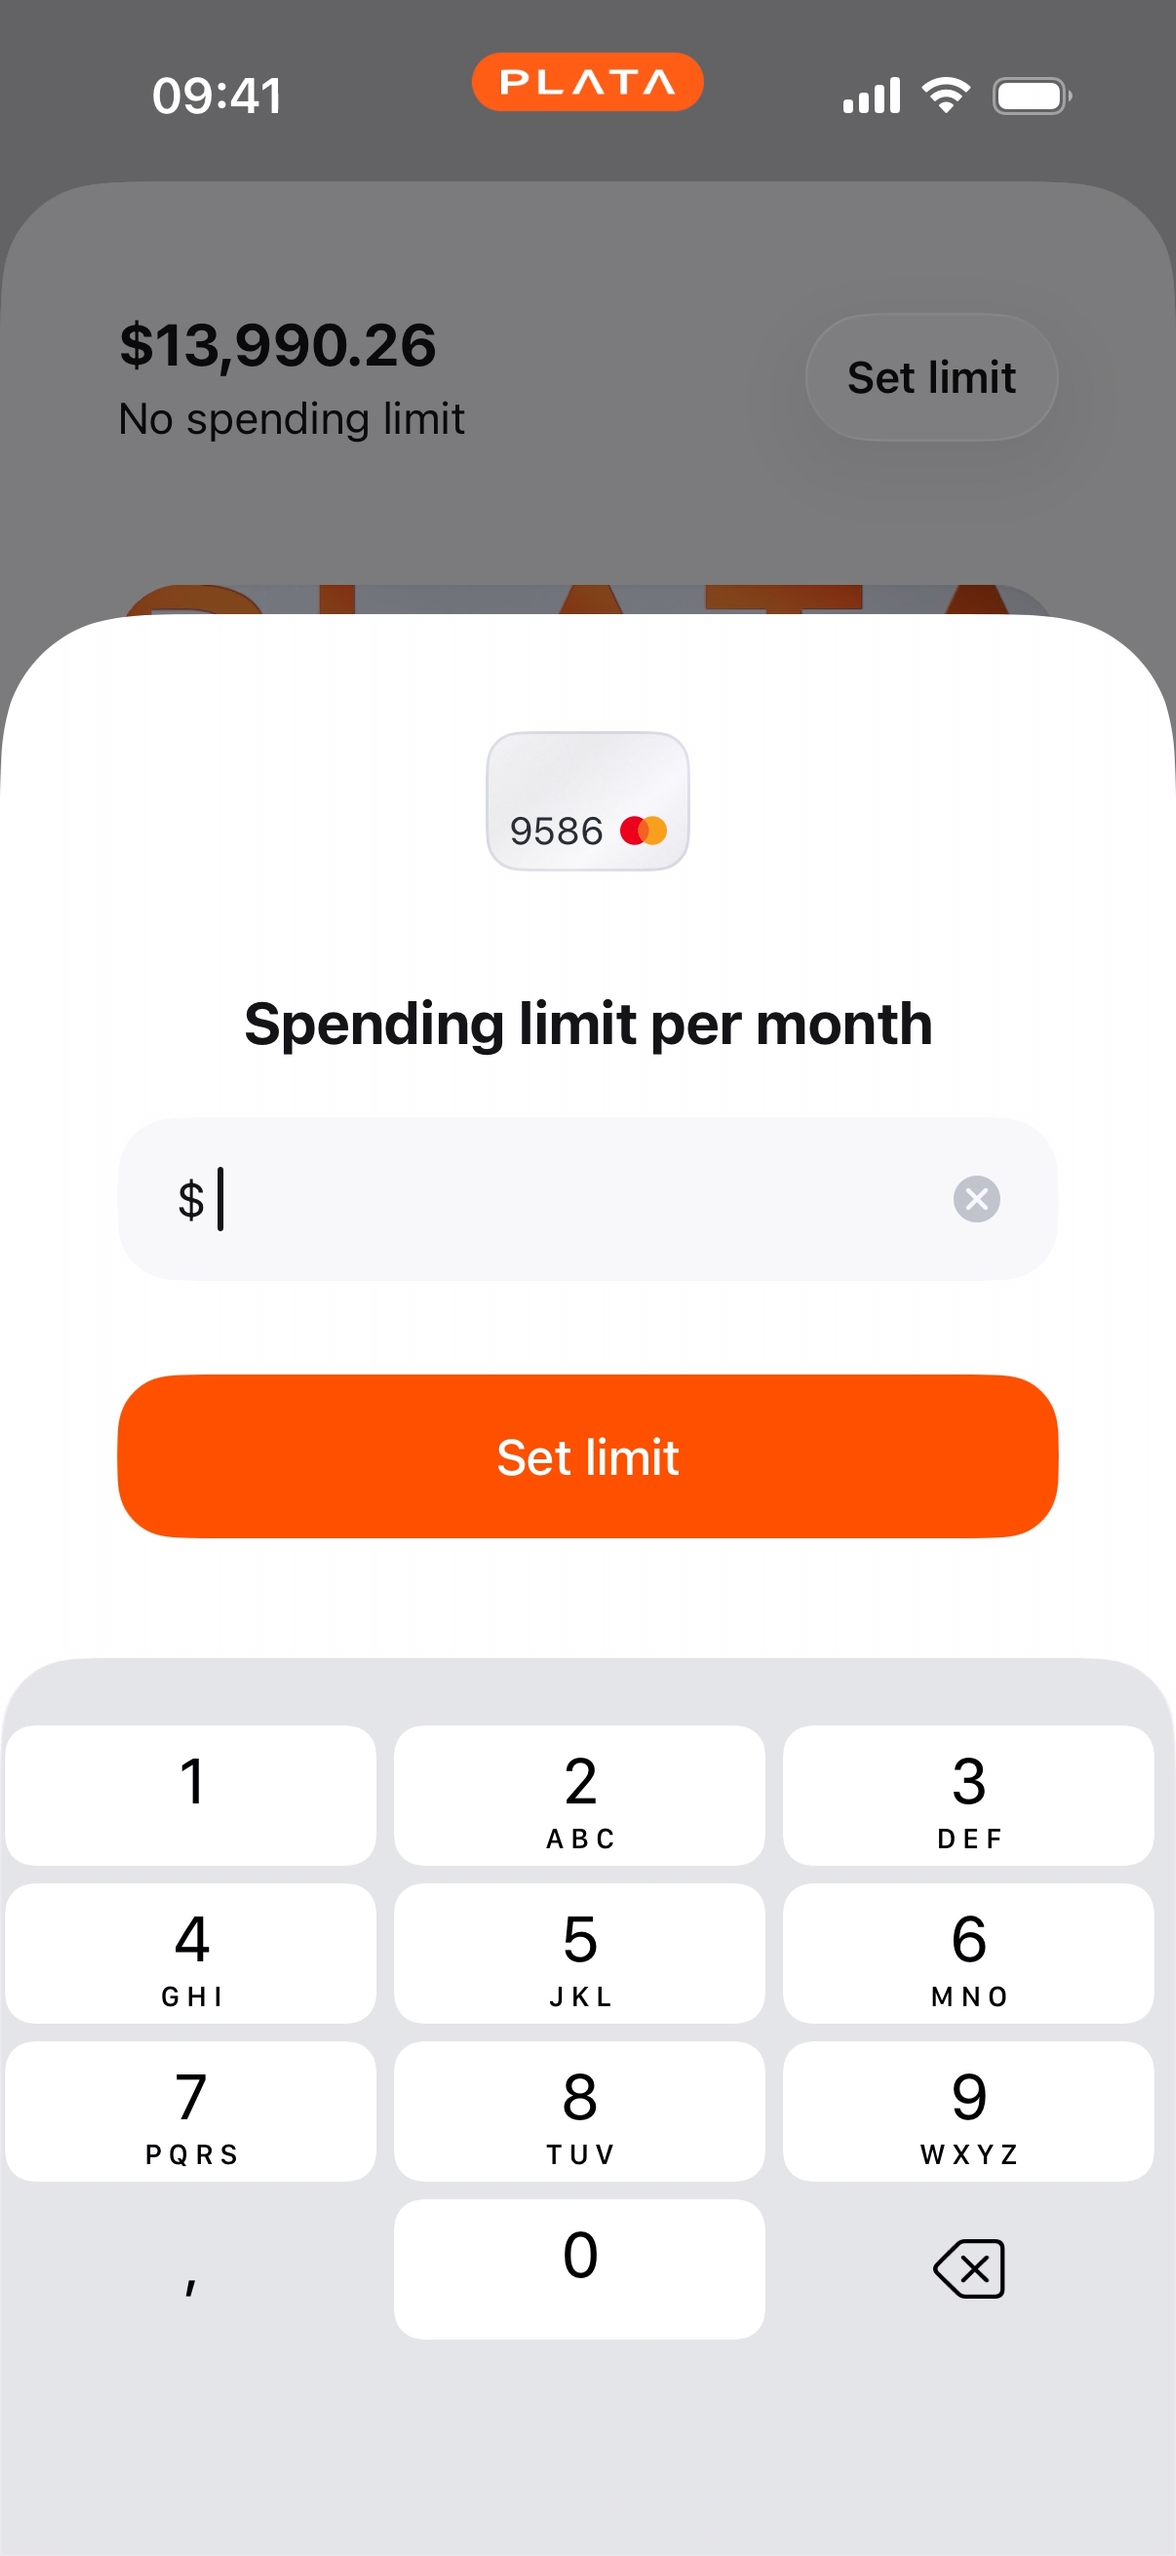 09:41
PLATA
$13,990.26
No spending limit
Set limit
PLATA
9586
Spending limit per month
$
Set limit
1
2
ABC
3
DEF
4
GHI
5
JKL
6
MNO
7
PQRS
8
TUV
9
WXYZ
,
0